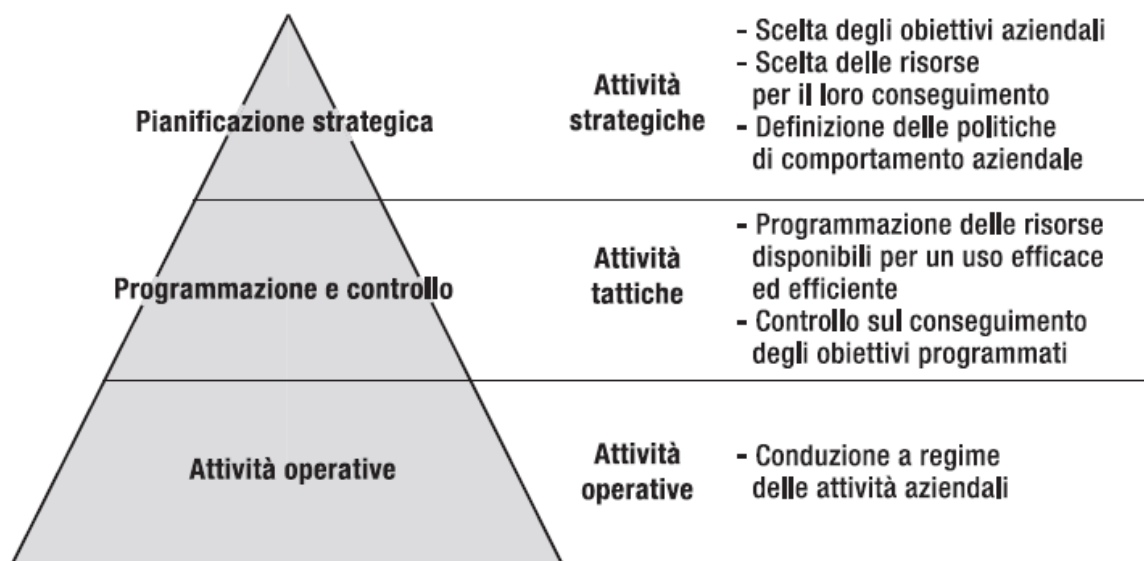 Pianificazione strategica
Attività
strategiche
- Scelta degli obiettivi aziendali
- Scelta delle risorse
per il loro conseguimento
- Definizione delle politiche
di comportamento aziendale
Programmazione e controllo
Attività
tattiche
- Programmazione delle risorse
disponibili per un uso efficace
ed efficiente
- Controllo sul conseguimento
degli obiettivi programmati
Attività operative
Attività
operative
- Conduzione a regime
delle attività aziendali